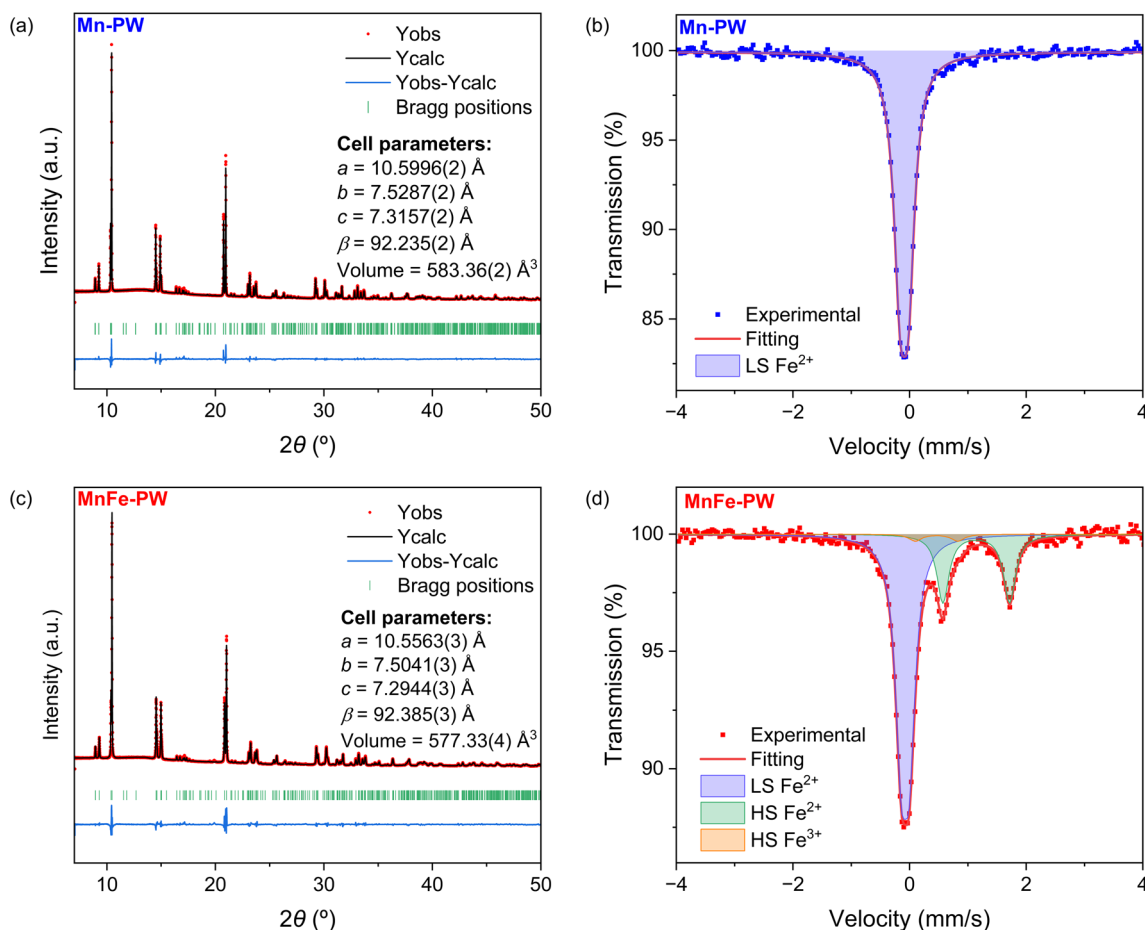 (a)
Mn-PW
Yobs
Ycalc
Yobs-Ycalc
Bragg positions
Cell parameters:
a = 10.5996(2) Å
b = 7.5287(2) Å
c = 7.3157(2) Å
β = 92.235(2) Å
Volume = 583.36(2) Å³
Intensity (a.u.)
10 20 30 40 50
2θ (º)
(b)
Mn-PW
100
95
90
85
Transmission (%)
Experimental
Fitting
LS Fe²⁺
−4 −2 0 2 4
Velocity (mm/s)
(c)
MnFe-PW
Yobs
Ycalc
Yobs-Ycalc
Bragg positions
Cell parameters:
a = 10.5563(3) Å
b = 7.5041(3) Å
c = 7.2944(3) Å
β = 92.385(3) Å
Volume = 577.33(4) Å³
Intensity (a.u.)
10 20 30 40 50
2θ (º)
(d)
MnFe-PW
100
95
90
Transmission (%)
Experimental
Fitting
LS Fe²⁺
HS Fe²⁺
HS Fe³⁺
−4 −2 0 2 4
Velocity (mm/s)